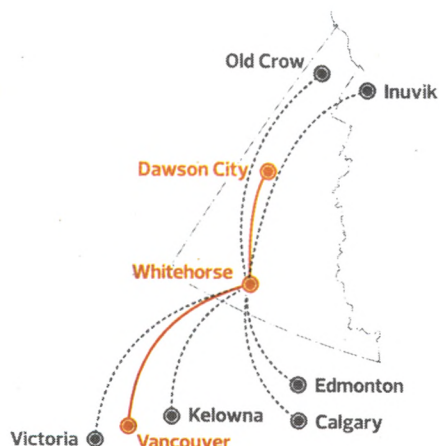 Old Crow
Inuvik
Dawson City
Whitehorse
Edmonton
Kelowna
Calgary
Victoria
Vancouver